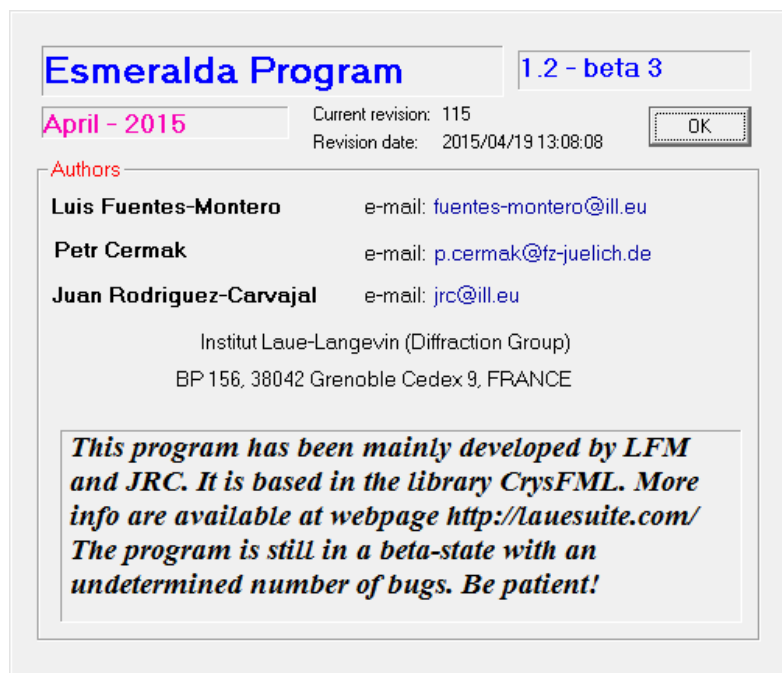 Esmeralda Program
1.2 - beta 3
April - 2015
Current revision: 115
Revision date: 2015/04/19 13:08:08
OK
Authors
Luis Fuentes-Montero e-mail: fuentes-montero@ill.eu
Petr Cermak e-mail: p.cermak@fz-juelich.de
Juan Rodriguez-Carvajal e-mail: jrc@ill.eu
Institut Laue-Langevin (Diffraction Group)
BP 156, 38042 Grenoble Cedex 9, FRANCE
This program has been mainly developed by LFM
and JRC. It is based in the library CrysFML. More
info are available at webpage http://lauesuite.com/
The program is still in a beta-state with an
undetermined number of bugs. Be patient!